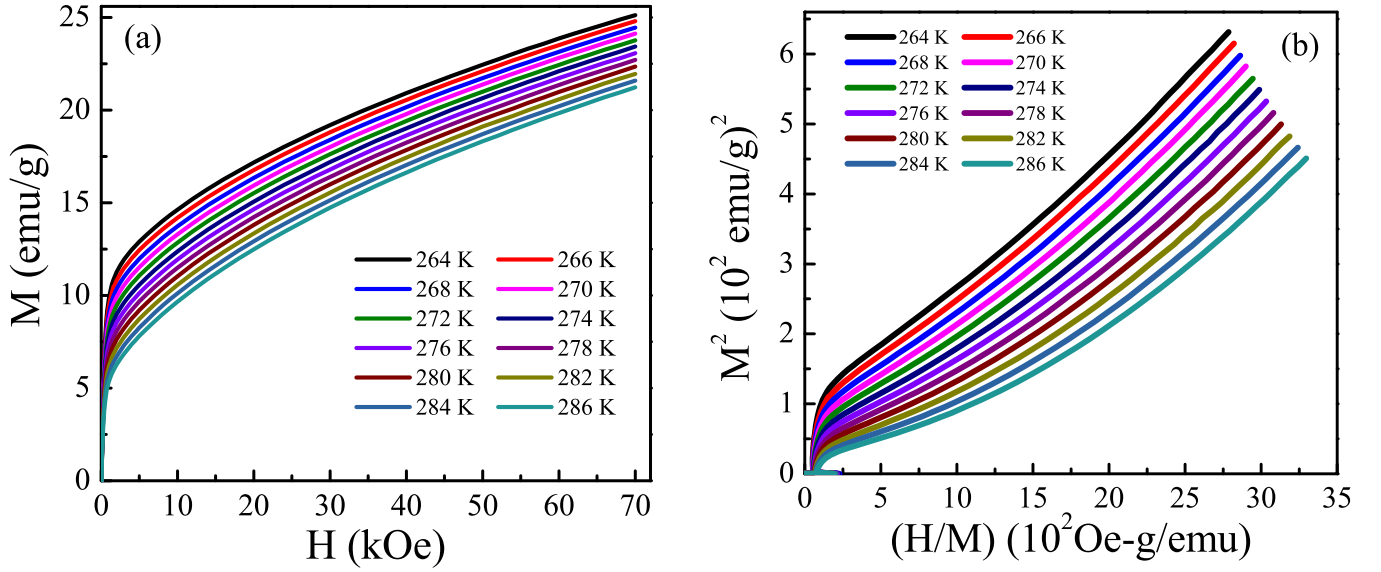 (a)
M (emu/g)
25
20
15
10
5
0
264 K 266 K
268 K 270 K
272 K 274 K
276 K 278 K
280 K 282 K
284 K 286 K
0 10 20 30 40 50 60 70
H (kOe)
(b)
M² (10² emu/g)²
6
5
4
3
2
1
0
264 K 266 K
268 K 270 K
272 K 274 K
276 K 278 K
280 K 282 K
284 K 286 K
0 5 10 15 20 25 30 35
(H/M) (10²Oe-g/emu)